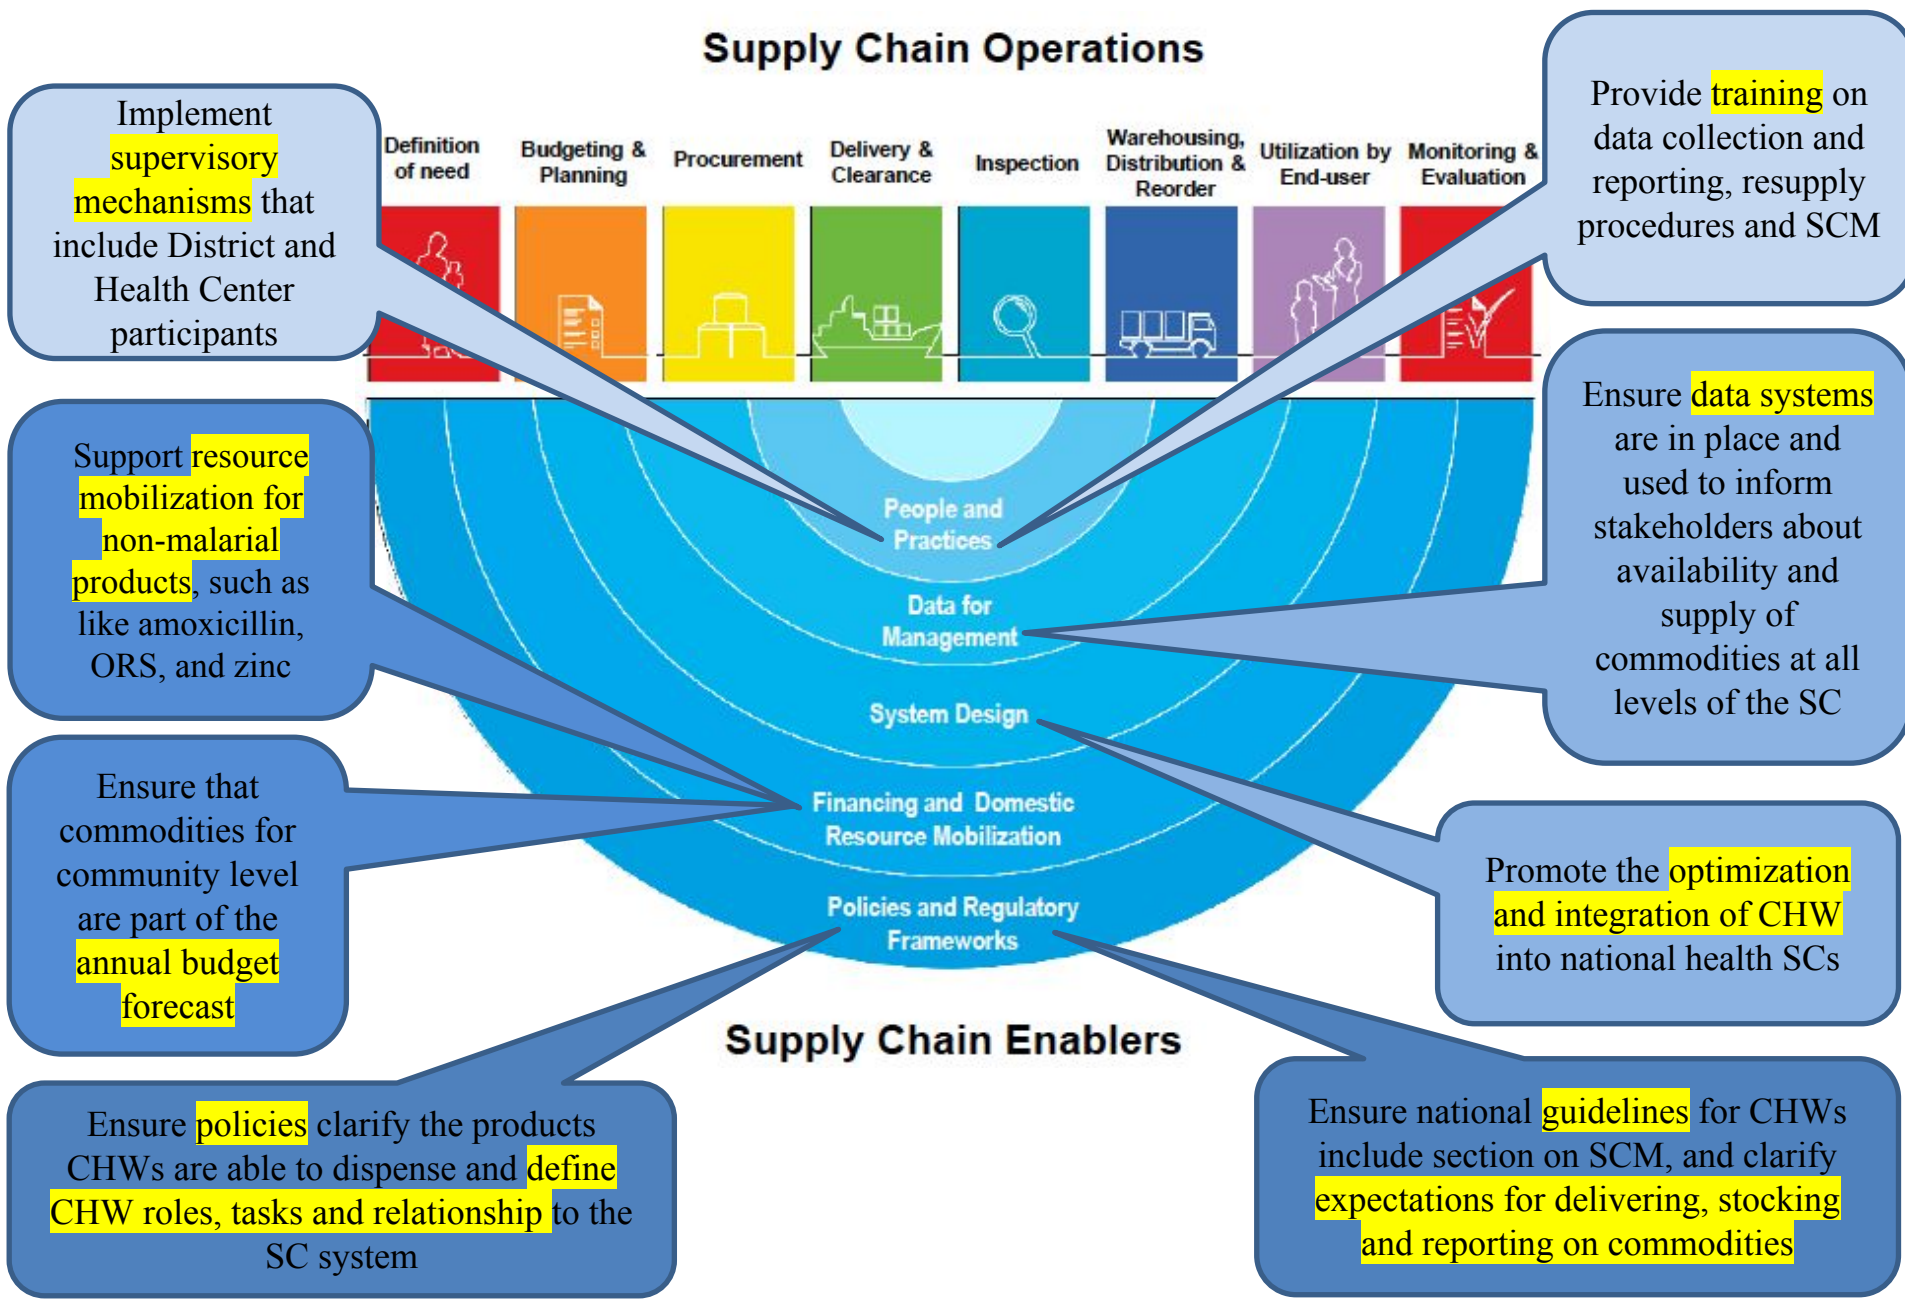 Supply Chain Operations
Implement
supervisory
mechanisms that
include District and
Health Center
participants
Definition
of need
Budgeting &
Planning
Procurement
Delivery &
Clearance
Inspection
Warehousing,
Distribution &
Reorder
Utilization by
End-user
Monitoring &
Evaluation
Provide training on
data collection and
reporting, resupply
procedures and SCM
Support resource
mobilization for
non-malarial
products, such as
like amoxicillin,
ORS, and zinc
People and
Practices
Data for
Management
System Design
Financing and Domestic
Resource Mobilization
Policies and Regulatory
Frameworks
Ensure data systems
are in place and
used to inform
stakeholders about
availability and
supply of
commodities at all
levels of the SC
Ensure that
commodities for
community level
are part of the
annual budget
forecast
Promote the optimization
and integration of CHW
into national health SCs
Supply Chain Enablers
Ensure policies clarify the products
CHWs are able to dispense and define
CHW roles, tasks and relationship to the
SC system
Ensure national guidelines for CHWs
include section on SCM, and clarify
expectations for delivering, stocking
and reporting on commodities